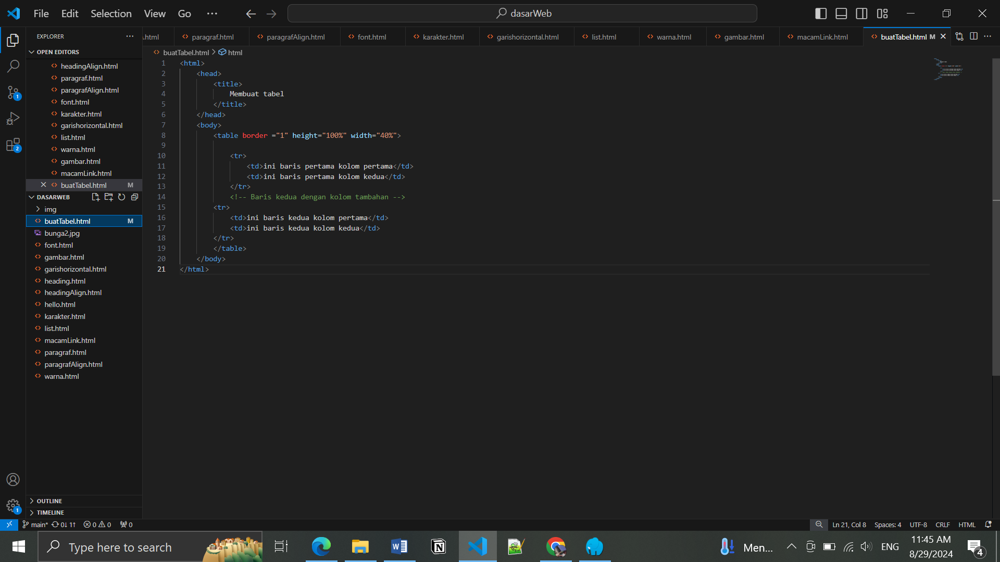 File Edit Selection View Go ··· dasarWeb
EXPLORER ···
OPEN EDITORS
headingAlign.html
paragraf.html
paragrafAlign.html
font.html
karakter.html
garishorizontal.html
list.html
warna.html
gambar.html
macamLink.html
buatTabel.html M
DASARWEB
img
buatTabel.html M
bunga2.jpg
font.html
gambar.html
garishorizontal.html
heading.html
headingAlign.html
hello.html
karakter.html
list.html
macamLink.html
paragraf.html
paragrafAlign.html
warna.html
OUTLINE
TIMELINE
.html paragraf.html paragrafAlign.html font.html karakter.html garishorizontal.html list.html warna.html gambar.html macamLink.html buatTabel.html M
buatTabel.html > html
1 <html>
2 <head>
3 <title>
4 Membuat tabel
5 </title>
6 </head>
7 <body>
8 <table border ="1" height="100%" width="40%">
9
10 <tr>
11 <td>ini baris pertama kolom pertama</td>
12 <td>ini baris pertama kolom kedua</td>
13 </tr>
14 <!-- Baris kedua dengan kolom tambahan -->
15 <tr>
16 <td>ini baris kedua kolom pertama</td>
17 <td>ini baris kedua kolom kedua</td>
18 </tr>
19 </table>
20 </body>
21 </html>
1
2
1
main* 0↓ 1↑ 0 0 0 Ln 21, Col 8 Spaces: 4 UTF-8 CRLF HTML
Type here to search Men... ENG 11:45 AM
8/29/2024 4